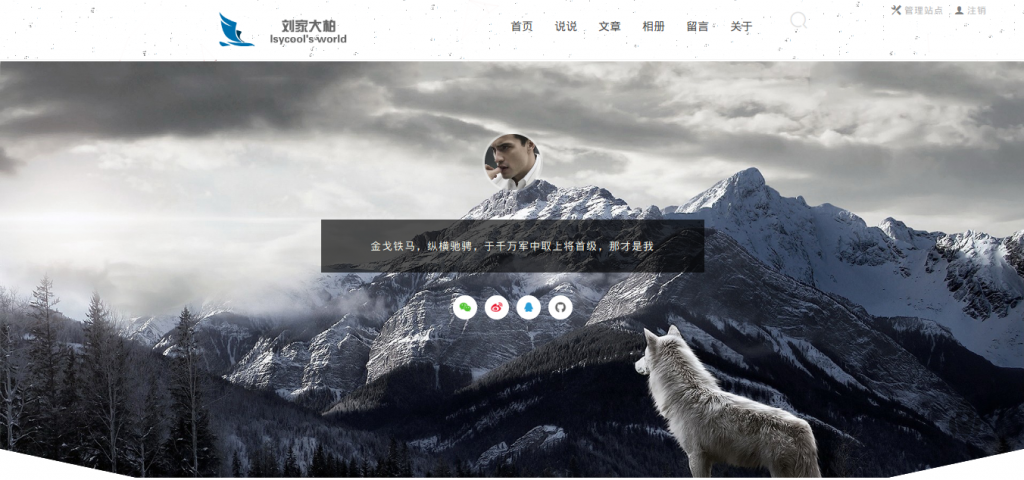 刘家大柏
lsycool's world
首页 说说 文章 相册 留言 关于
管理站点 注销
金戈铁马，纵横驰骋，于千万军中取上将首级，那才是我